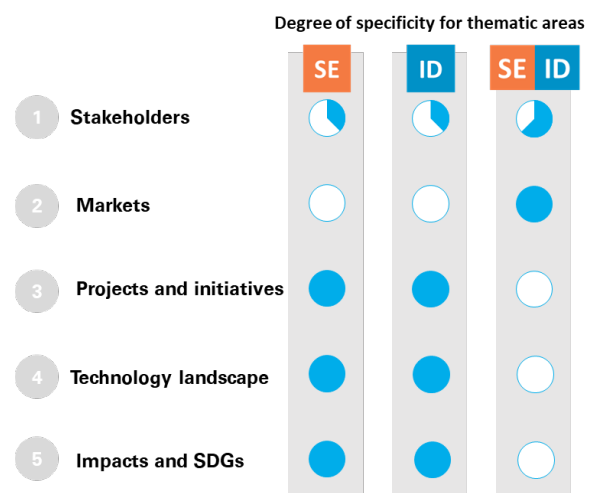 Degree of specificity for thematic areas
SE ID SE ID
1 Stakeholders
2 Markets
3 Projects and initiatives
4 Technology landscape
5 Impacts and SDGs